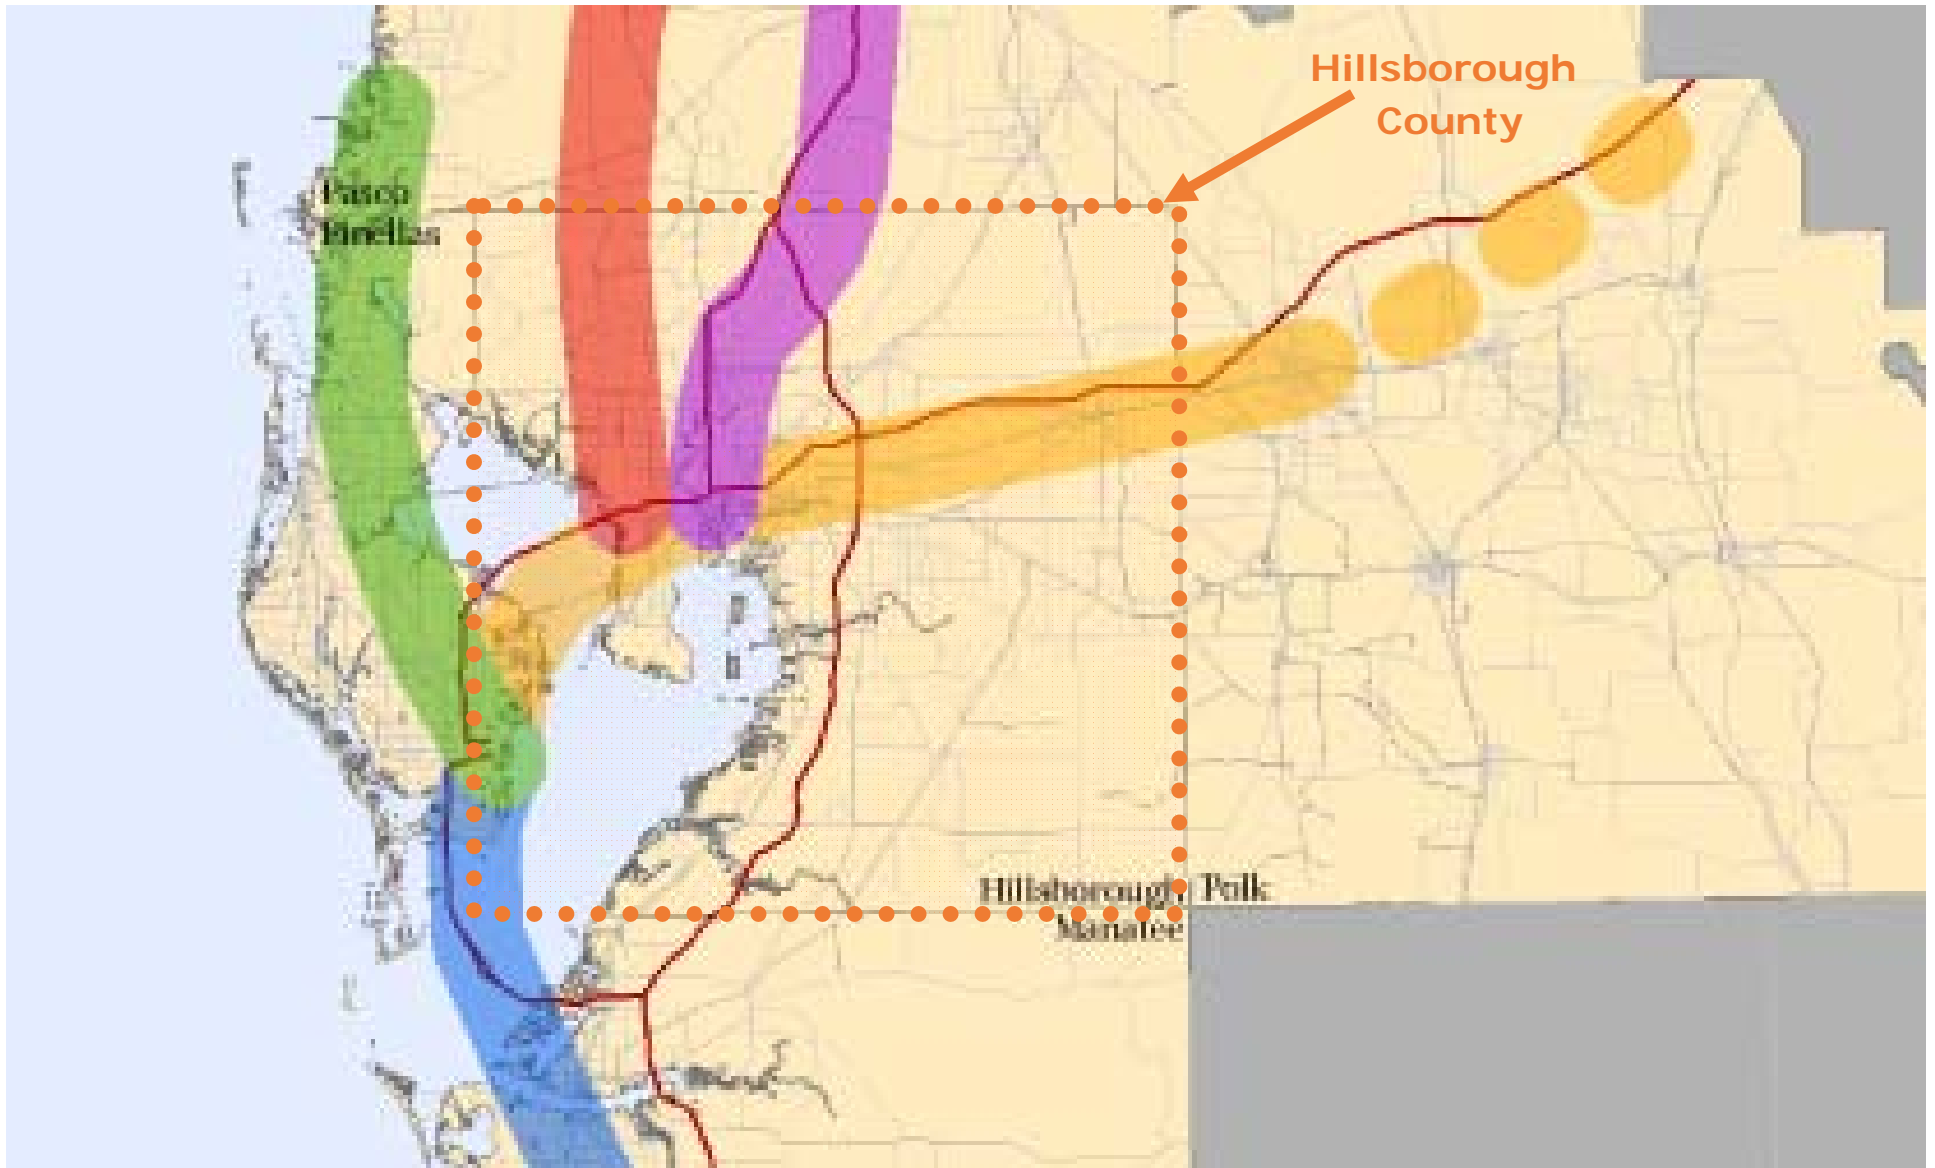 Hillsborough
County
Pasco
Pinellas
Hillsborough Polk
Manatee